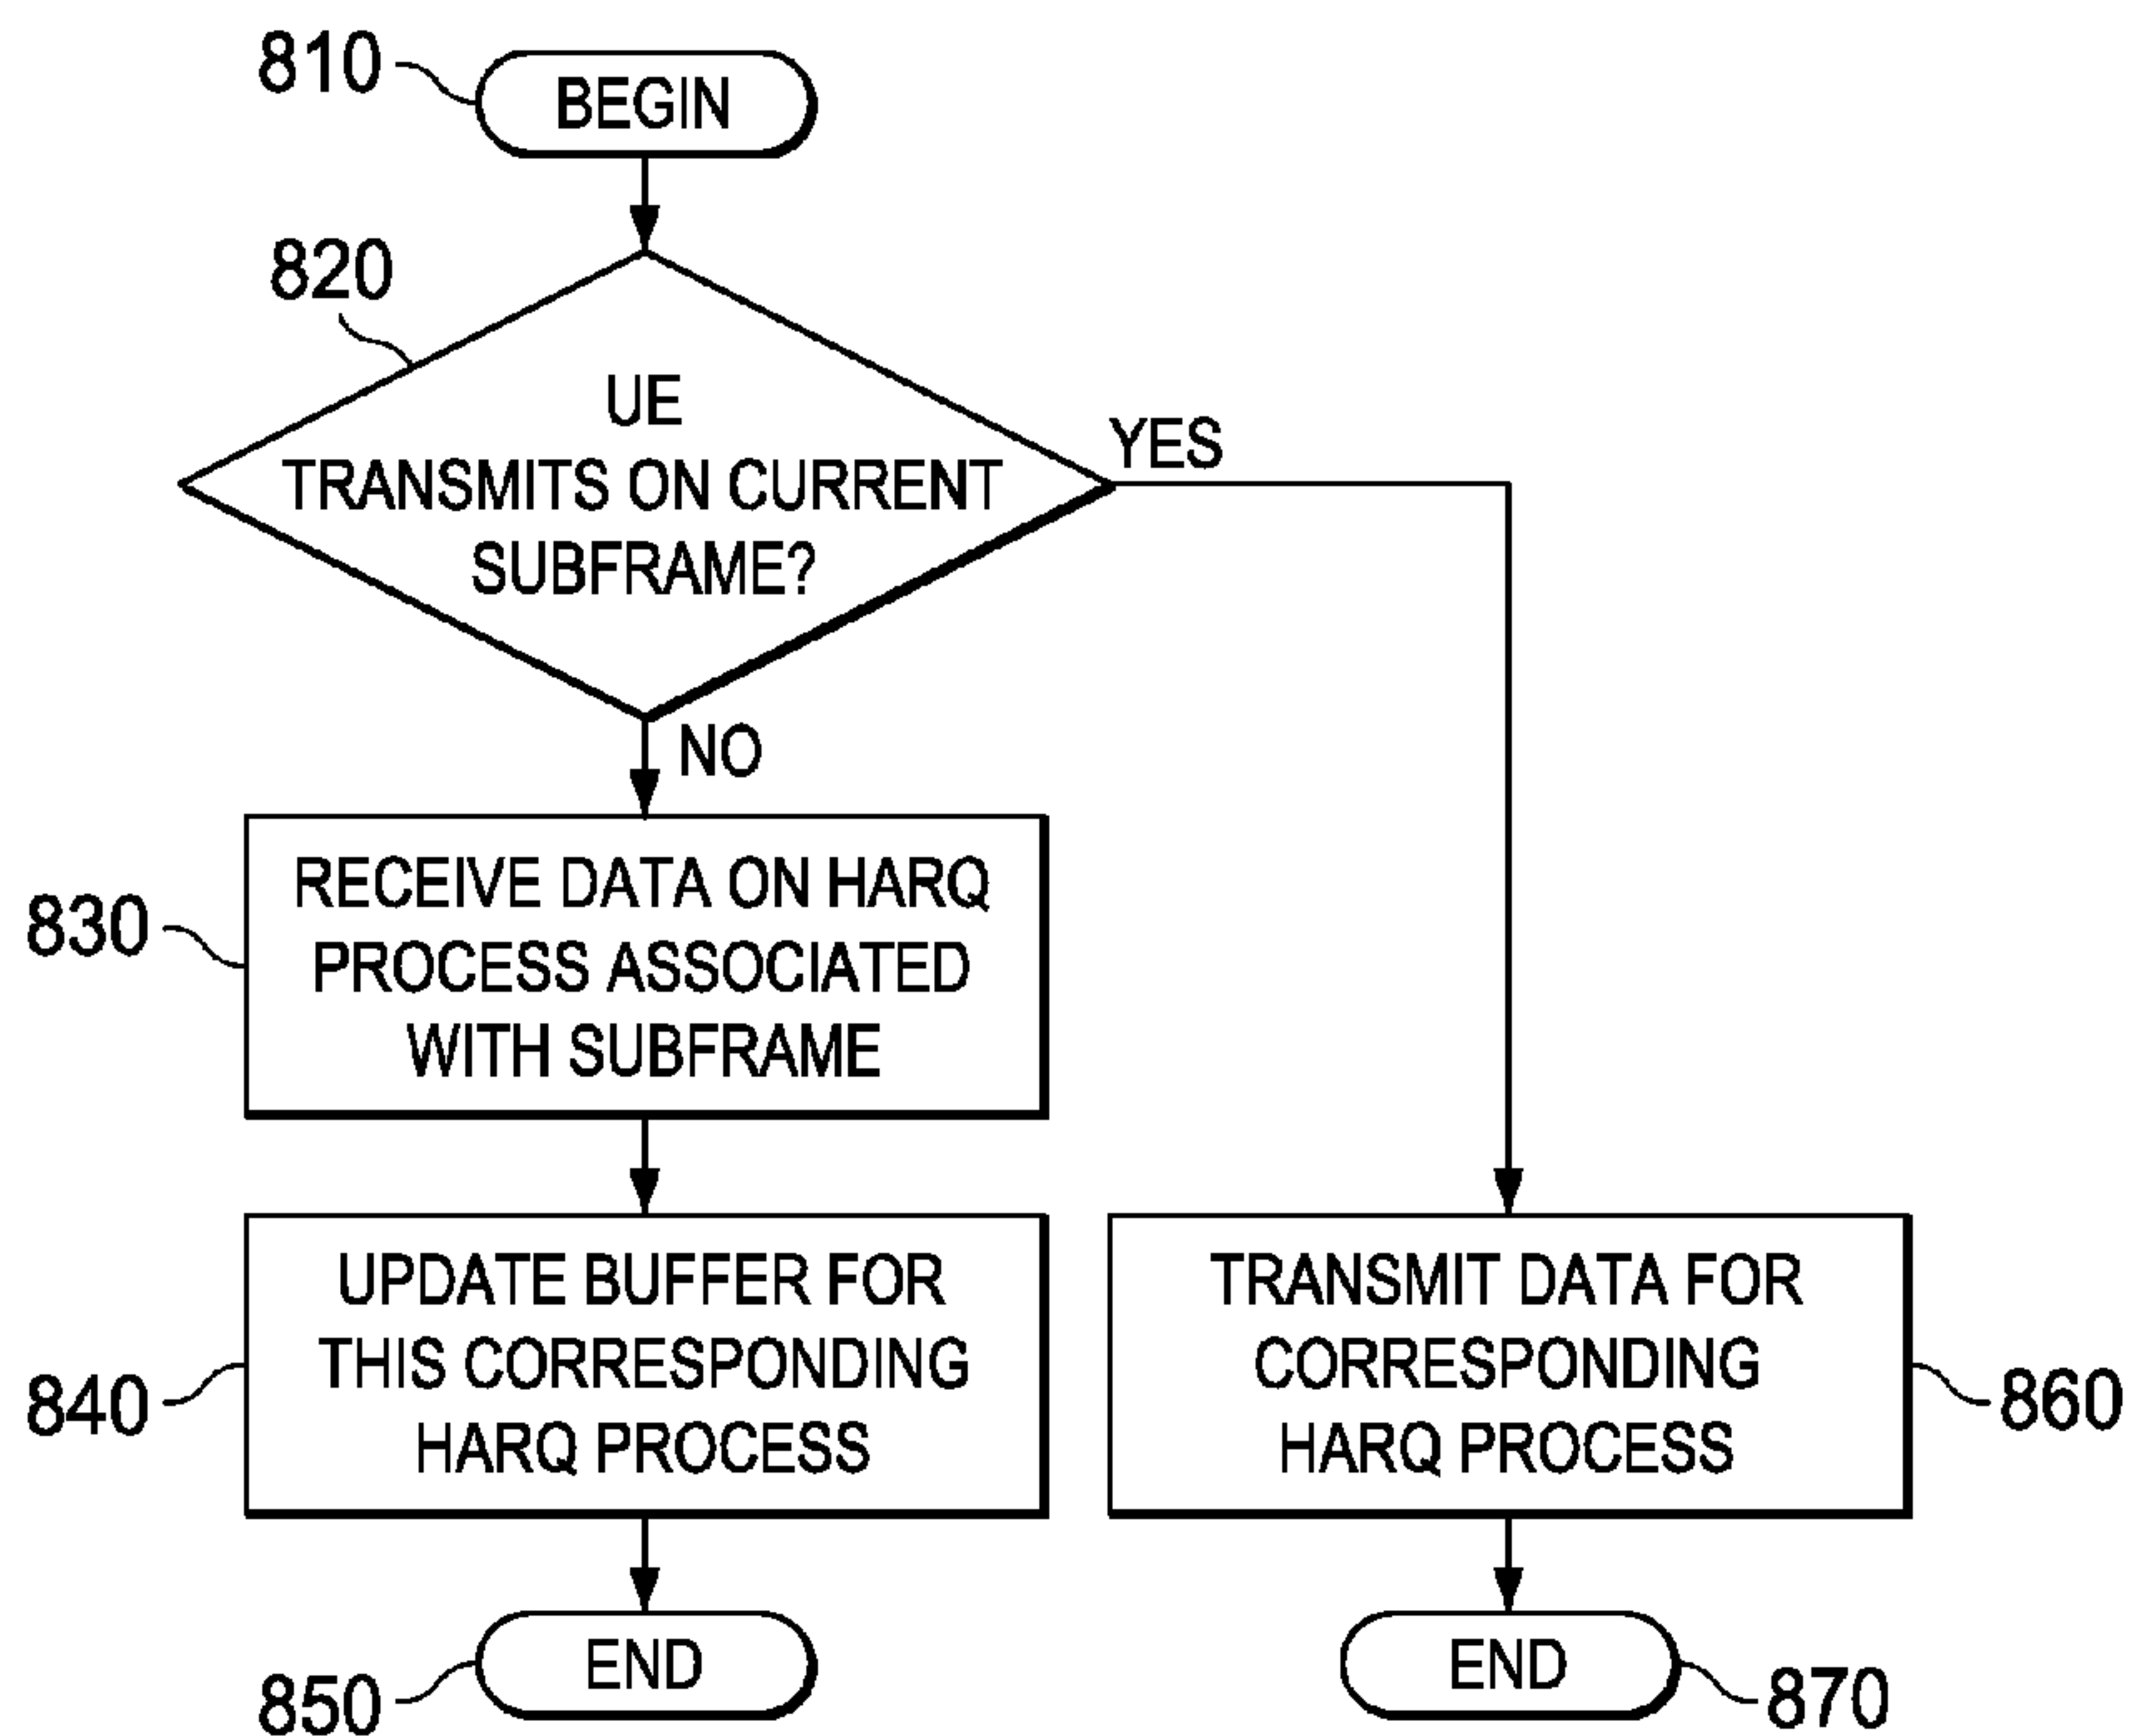 810
BEGIN
820
UE
TRANSMITS ON CURRENT
SUBFRAME?
YES
NO
830
RECEIVE DATA ON HARQ
PROCESS ASSOCIATED
WITH SUBFRAME
840
UPDATE BUFFER FOR
THIS CORRESPONDING
HARQ PROCESS
TRANSMIT DATA FOR
CORRESPONDING
HARQ PROCESS
860
850
END
END
870